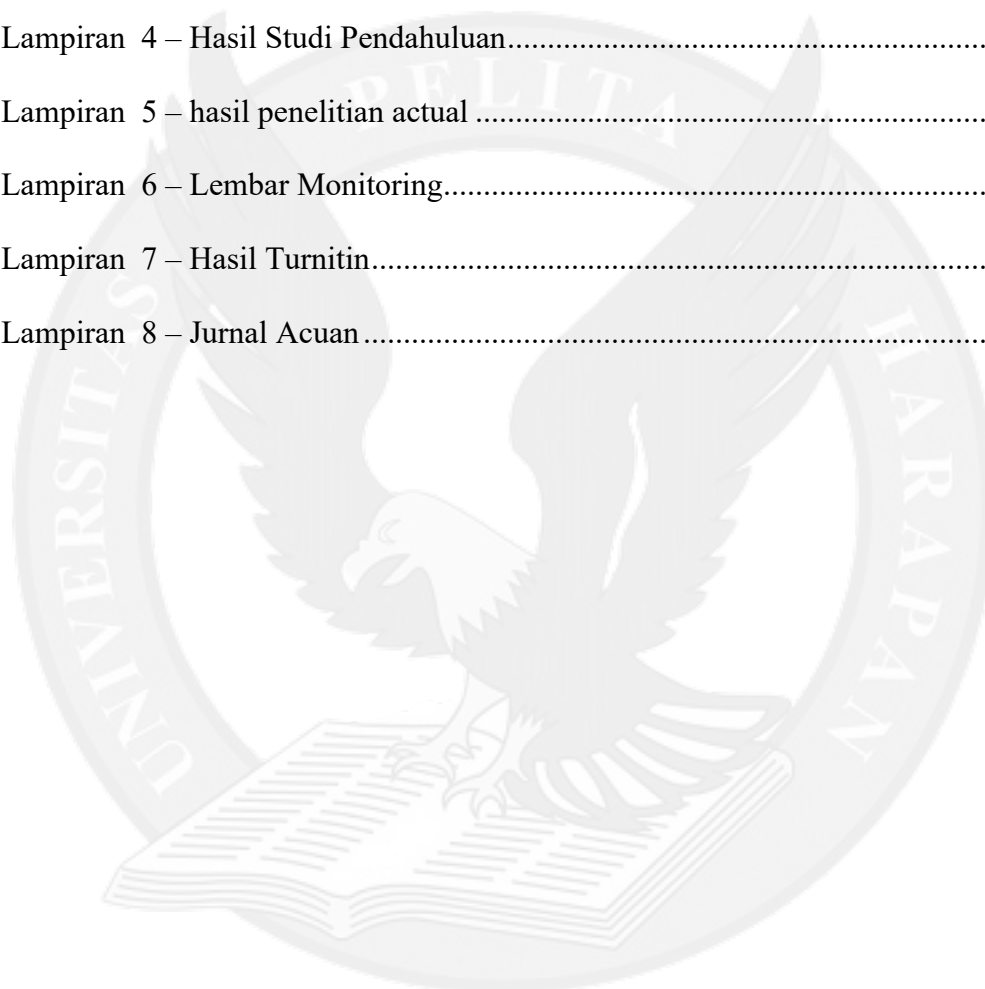 Lampiran 4 – Hasil Studi Pendahuluan....................................................................
Lampiran 5 – hasil penelitian actual ....................................................................
Lampiran 6 – Lembar Monitoring....................................................................
Lampiran 7 – Hasil Turnitin....................................................................
Lampiran 8 – Jurnal Acuan....................................................................
UNIVERSITAS PELITA HARAPAN